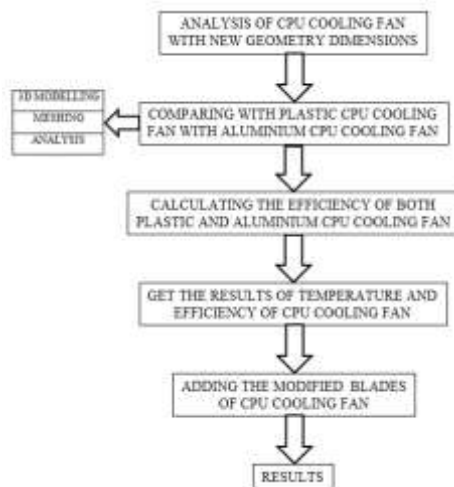 ANALYSIS OF CPU COOLING FAN
WITH NEW GEOMETRY DIMENSIONS
3D MODELLING
MESHING
ANALYSIS
COMPARING WITH PLASTIC CPU COOLING
FAN WITH ALUMINIUM CPU COOLING FAN
CALCULATING THE EFFICIENCY OF BOTH
PLASTIC AND ALUMINIUM CPU COOLING FAN
GET THE RESULTS OF TEMPERATURE AND
EFFICIENCY OF CPU COOLING FAN
ADDING THE MODIFIED BLADES
OF CPU COOLING FAN
RESULTS